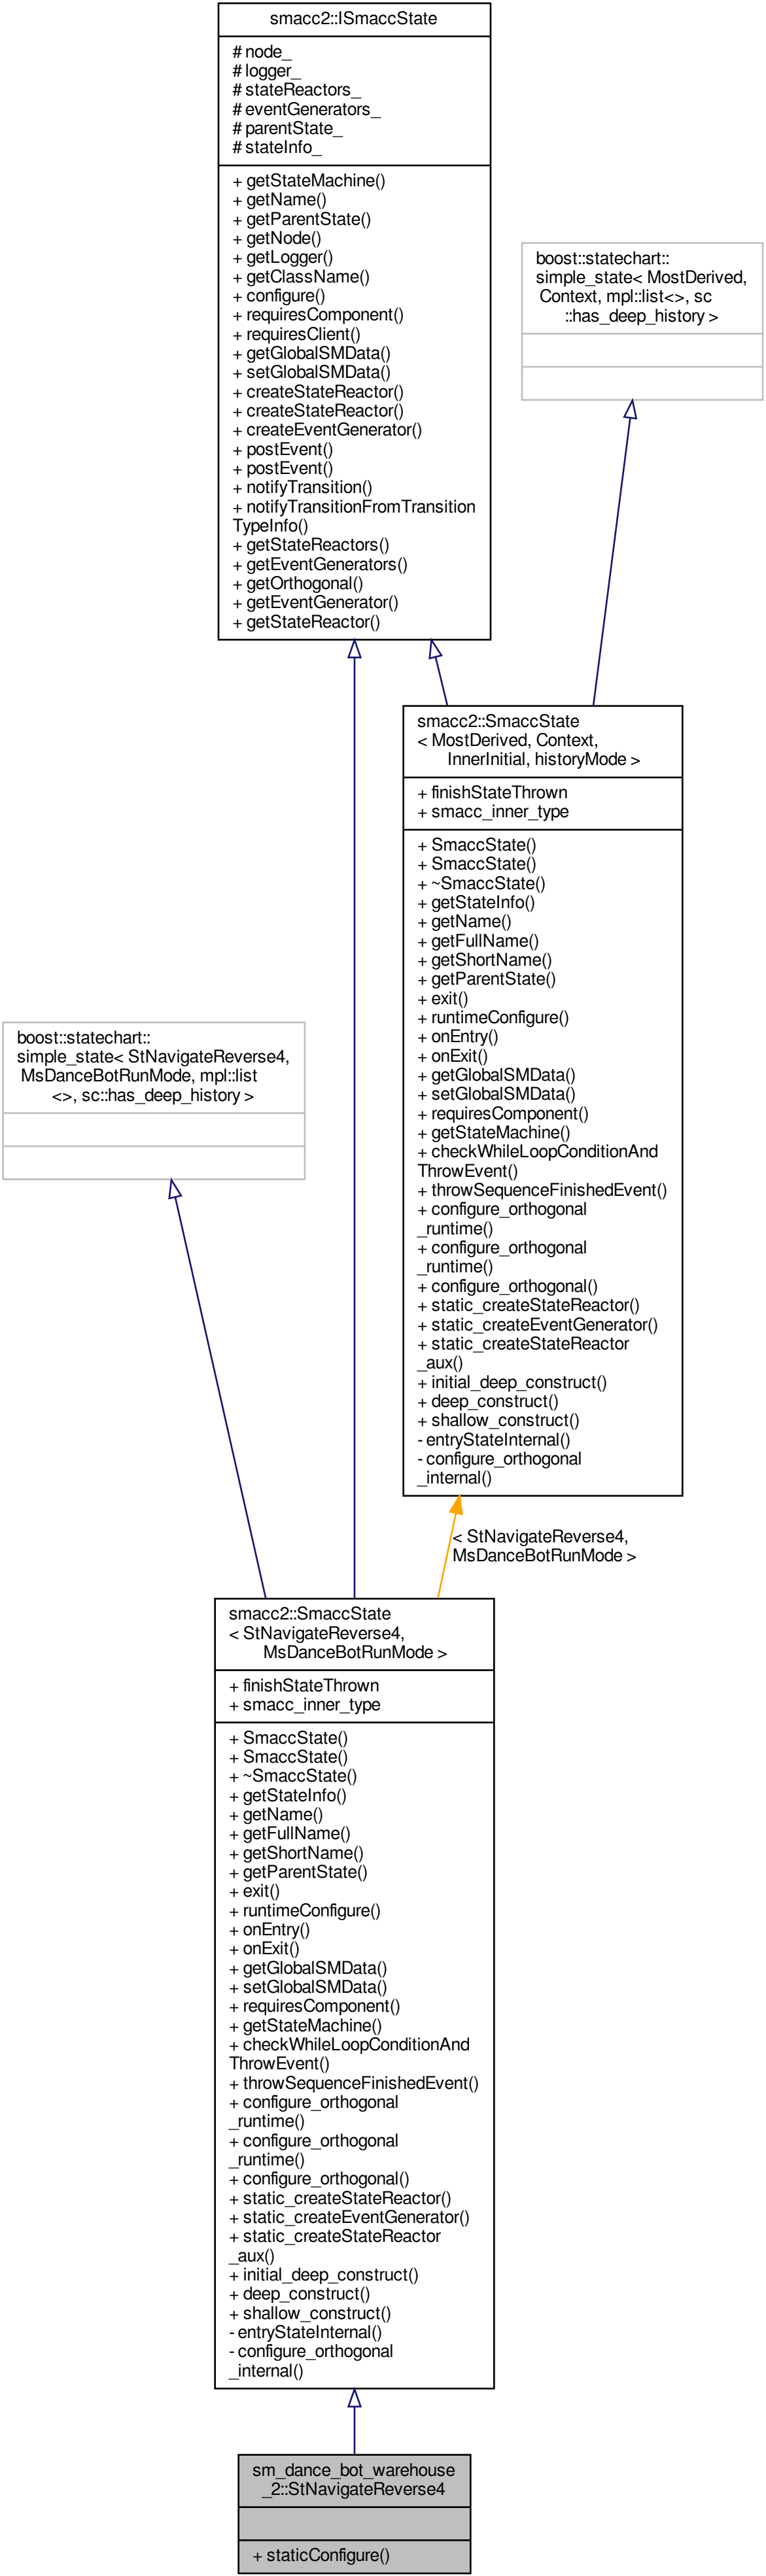 smacc2::ISmaccState
# node_
# logger_
# stateReactors_
# eventGenerators_
# parentState_
# stateInfo_
+ getStateMachine()
+ getName()
+ getParentState()
+ getNode()
+ getLogger()
+ getClassName()
+ configure()
+ requiresComponent()
+ requiresClient()
+ getGlobalSMData()
+ setGlobalSMData()
+ createStateReactor()
+ createStateReactor()
+ createEventGenerator()
+ postEvent()
+ postEvent()
+ notifyTransition()
+ notifyTransitionFromTransition
TypeInfo()
+ getStateReactors()
+ getEventGenerators()
+ getOrthogonal()
+ getEventGenerator()
+ getStateReactor()
boost::statechart::
simple_state< MostDerived,
Context, mpl::list<>, sc
::has_deep_history >
smacc2::SmaccState
< MostDerived, Context,
InnerInitial, historyMode >
+ finishStateThrown
+ smacc_inner_type
+ SmaccState()
+ SmaccState()
+ ~SmaccState()
+ getStateInfo()
+ getName()
+ getFullName()
+ getShortName()
+ getParentState()
+ exit()
+ runtimeConfigure()
+ onEntry()
+ onExit()
+ getGlobalSMData()
+ setGlobalSMData()
+ requiresComponent()
+ getStateMachine()
+ checkWhileLoopConditionAnd
ThrowEvent()
+ throwSequenceFinishedEvent()
+ configure_orthogonal
_runtime()
+ configure_orthogonal
_runtime()
+ configure_orthogonal()
+ static_createStateReactor()
+ static_createEventGenerator()
+ static_createStateReactor
_aux()
+ initial_deep_construct()
+ deep_construct()
+ shallow_construct()
- entryStateInternal()
- configure_orthogonal
_internal()
boost::statechart::
simple_state< StNavigateReverse4,
MsDanceBotRunMode, mpl::list
<>, sc::has_deep_history >
< StNavigateReverse4,
MsDanceBotRunMode >
smacc2::SmaccState
< StNavigateReverse4,
MsDanceBotRunMode >
+ finishStateThrown
+ smacc_inner_type
+ SmaccState()
+ SmaccState()
+ ~SmaccState()
+ getStateInfo()
+ getName()
+ getFullName()
+ getShortName()
+ getParentState()
+ exit()
+ runtimeConfigure()
+ onEntry()
+ onExit()
+ getGlobalSMData()
+ setGlobalSMData()
+ requiresComponent()
+ getStateMachine()
+ checkWhileLoopConditionAnd
ThrowEvent()
+ throwSequenceFinishedEvent()
+ configure_orthogonal
_runtime()
+ configure_orthogonal
_runtime()
+ configure_orthogonal()
+ static_createStateReactor()
+ static_createEventGenerator()
+ static_createStateReactor
_aux()
+ initial_deep_construct()
+ deep_construct()
+ shallow_construct()
- entryStateInternal()
- configure_orthogonal
_internal()
sm_dance_bot_warehouse
_2::StNavigateReverse4
+ staticConfigure()